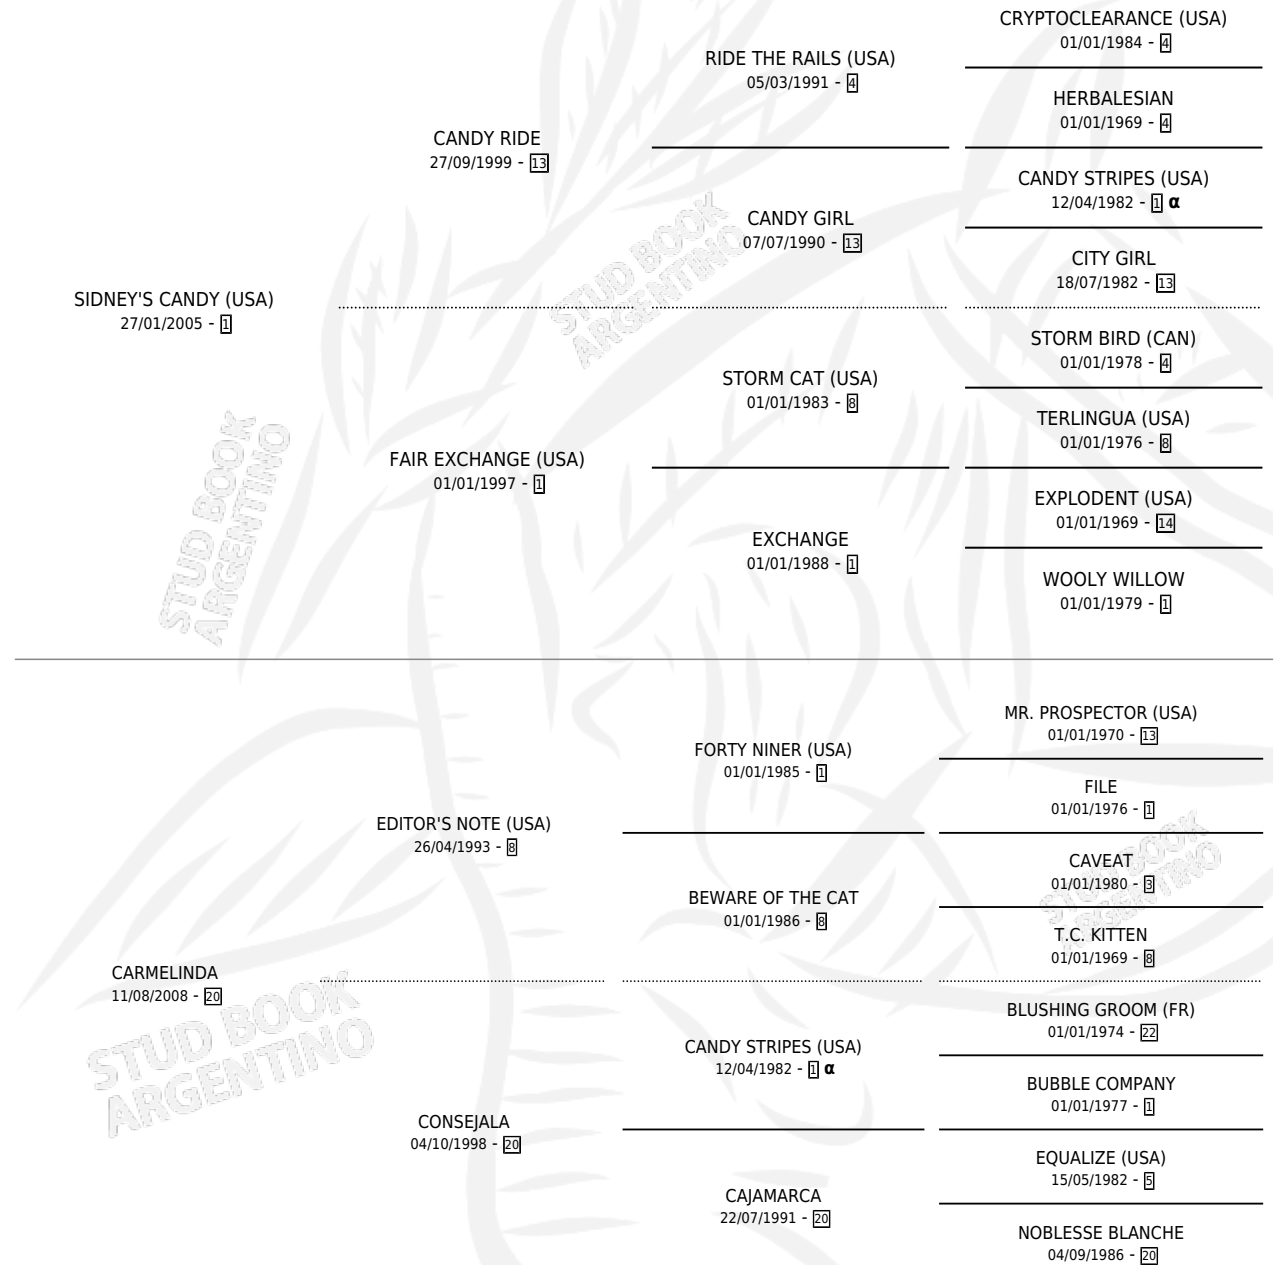 CRYPTOCLEARANCE (USA)
01/01/1984 - 4
RIDE THE RAILS (USA)
05/03/1991 - 4
HERBALESIAN
01/01/1969 - 4
CANDY RIDE
27/09/1999 - 13
CANDY STRIPES (USA)
12/04/1982 - 1 α
CANDY GIRL
07/07/1990 - 13
CITY GIRL
18/07/1982 - 13
SIDNEY'S CANDY (USA)
27/01/2005 - 1
STORM BIRD (CAN)
01/01/1978 - 4
STORM CAT (USA)
01/01/1983 - 8
TERLINGUA (USA)
01/01/1976 - 8
FAIR EXCHANGE (USA)
01/01/1997 - 1
EXPLODENT (USA)
01/01/1969 - 14
EXCHANGE
01/01/1988 - 1
WOOLY WILLOW
01/01/1979 - 1
MR. PROSPECTOR (USA)
01/01/1970 - 13
FORTY NINER (USA)
01/01/1985 - 1
FILE
01/01/1976 - 1
EDITOR'S NOTE (USA)
26/04/1993 - 8
CAVEAT
01/01/1980 - 3
BEWARE OF THE CAT
01/01/1986 - 8
T.C. KITTEN
01/01/1969 - 8
CARMELINDA
11/08/2008 - 20
BLUSHING GROOM (FR)
01/01/1974 - 22
CANDY STRIPES (USA)
12/04/1982 - 1 α
BUBBLE COMPANY
01/01/1977 - 1
CONSEJALA
04/10/1998 - 20
EQUALIZE (USA)
15/05/1982 - 5
CAJAMARCA
22/07/1991 - 20
NOBLESSE BLANCHE
04/09/1986 - 20
STUD BOOK
ARGENTINO
STUD BOOK
ARGENTINO
STUD BOOK
ARGENTINO
STUD BOOK
ARGENTINO